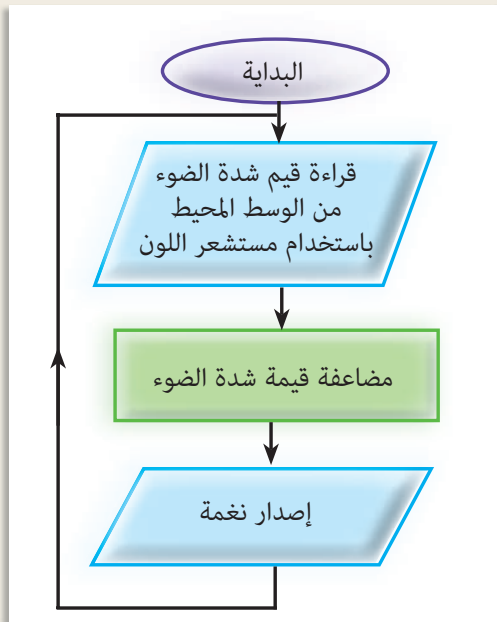 البداية
قراءة قيم شدة الضوء
من الوسط المحيط
باستخدام مستشعر اللون
مضاعفة قيمة شدة الضوء
إصدار نغمة